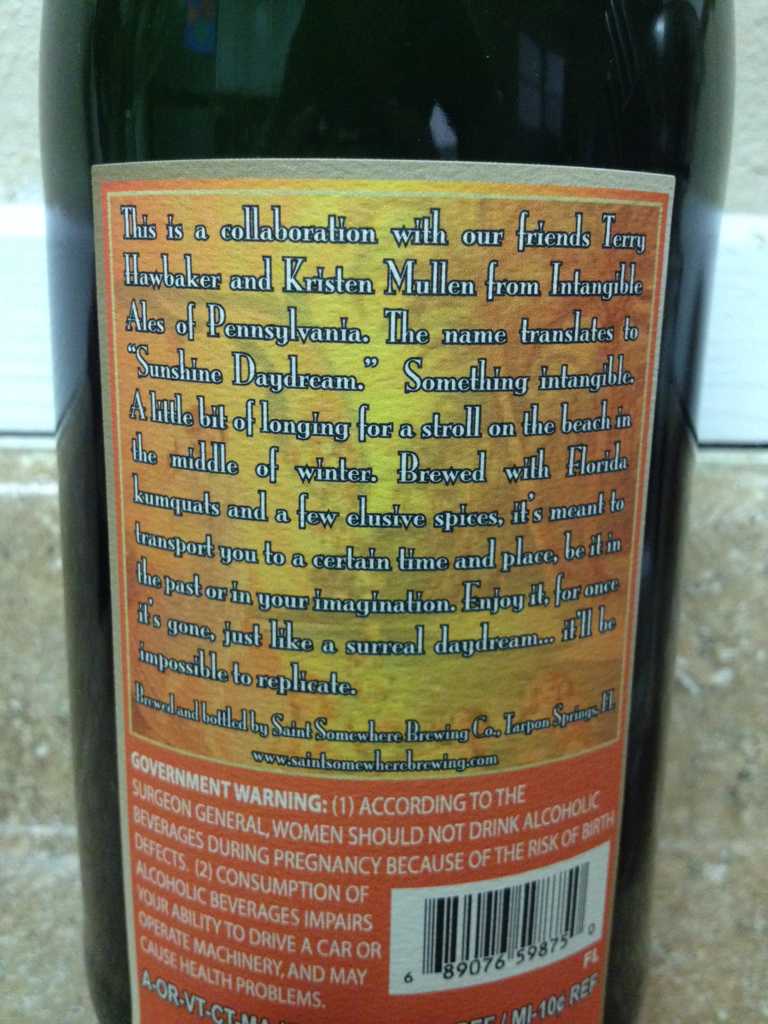 This is a collaboration with our friends Terry
Hawbaker and Kristen Mullen from Intangible
Ales of Pennsylvania. The name translates to
“Sunshine Daydream.” Something intangible.
A little bit of longing for a stroll on the beach in
the middle of winter. Brewed with Florida
kumquats and a few elusive spices, it's meant to
transport you to a certain time and place, be it in
the past or in your imagination. Enjoy it, for once
it's gone, just like a surreal daydream... it'll be
impossible to replicate.
Brewed and bottled by Saint Somewhere Brewing Co., Tarpon Springs, FL
www.saintsomewherebrewing.com
GOVERNMENT WARNING: (1) ACCORDING TO THE
SURGEON GENERAL, WOMEN SHOULD NOT DRINK ALCOHOLIC
BEVERAGES DURING PREGNANCY BECAUSE OF THE RISK OF BIRTH
DEFECTS. (2) CONSUMPTION OF
ALCOHOLIC BEVERAGES IMPAIRS
YOUR ABILITY TO DRIVE A CAR OR
OPERATE MACHINERY, AND MAY
CAUSE HEALTH PROBLEMS.
6 89076 59875 0
FL
A-OR-VT-CT-MA
REF / MI-10¢ REF